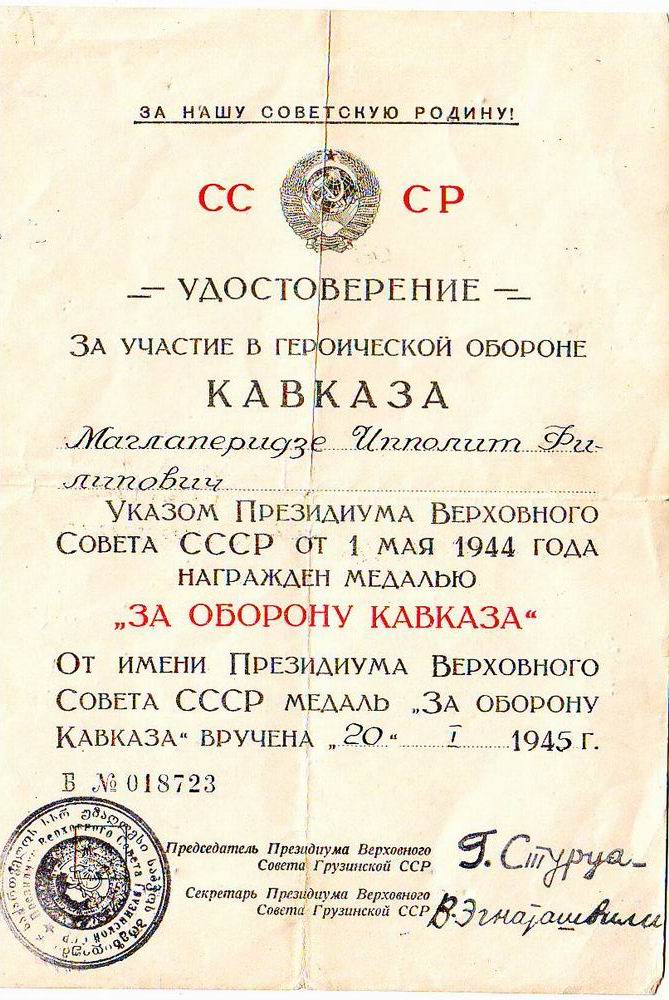 ЗА НАШУ СОВЕТСКУЮ РОДИНУ!
СС СР
УДОСТОВЕРЕНИЕ
ЗА УЧАСТИЕ В ГЕРОИЧЕСКОЙ ОБОРОНЕ
КАВКАЗА
Маглаперидзе Ипполит Фи-
липович
УКАЗОМ ПРЕЗИДИУМА ВЕРХОВНОГО
СОВЕТА СССР ОТ 1 МАЯ 1944 ГОДА
НАГРАЖДЕН МЕДАЛЬЮ
„ЗА ОБОРОНУ КАВКАЗА“
ОТ ИМЕНИ ПРЕЗИДИУМА ВЕРХОВНОГО
СОВЕТА СССР МЕДАЛЬ „ЗА ОБОРОНУ
КАВКАЗА“ ВРУЧЕНА „20“ I 1945 Г.
Б № 018723
Председатель Президиума Верховного
Совета Грузинской ССР
Г. Стуруа
Секретарь Президиума Верховного
Совета Грузинской ССР
В. Эгнаташвили